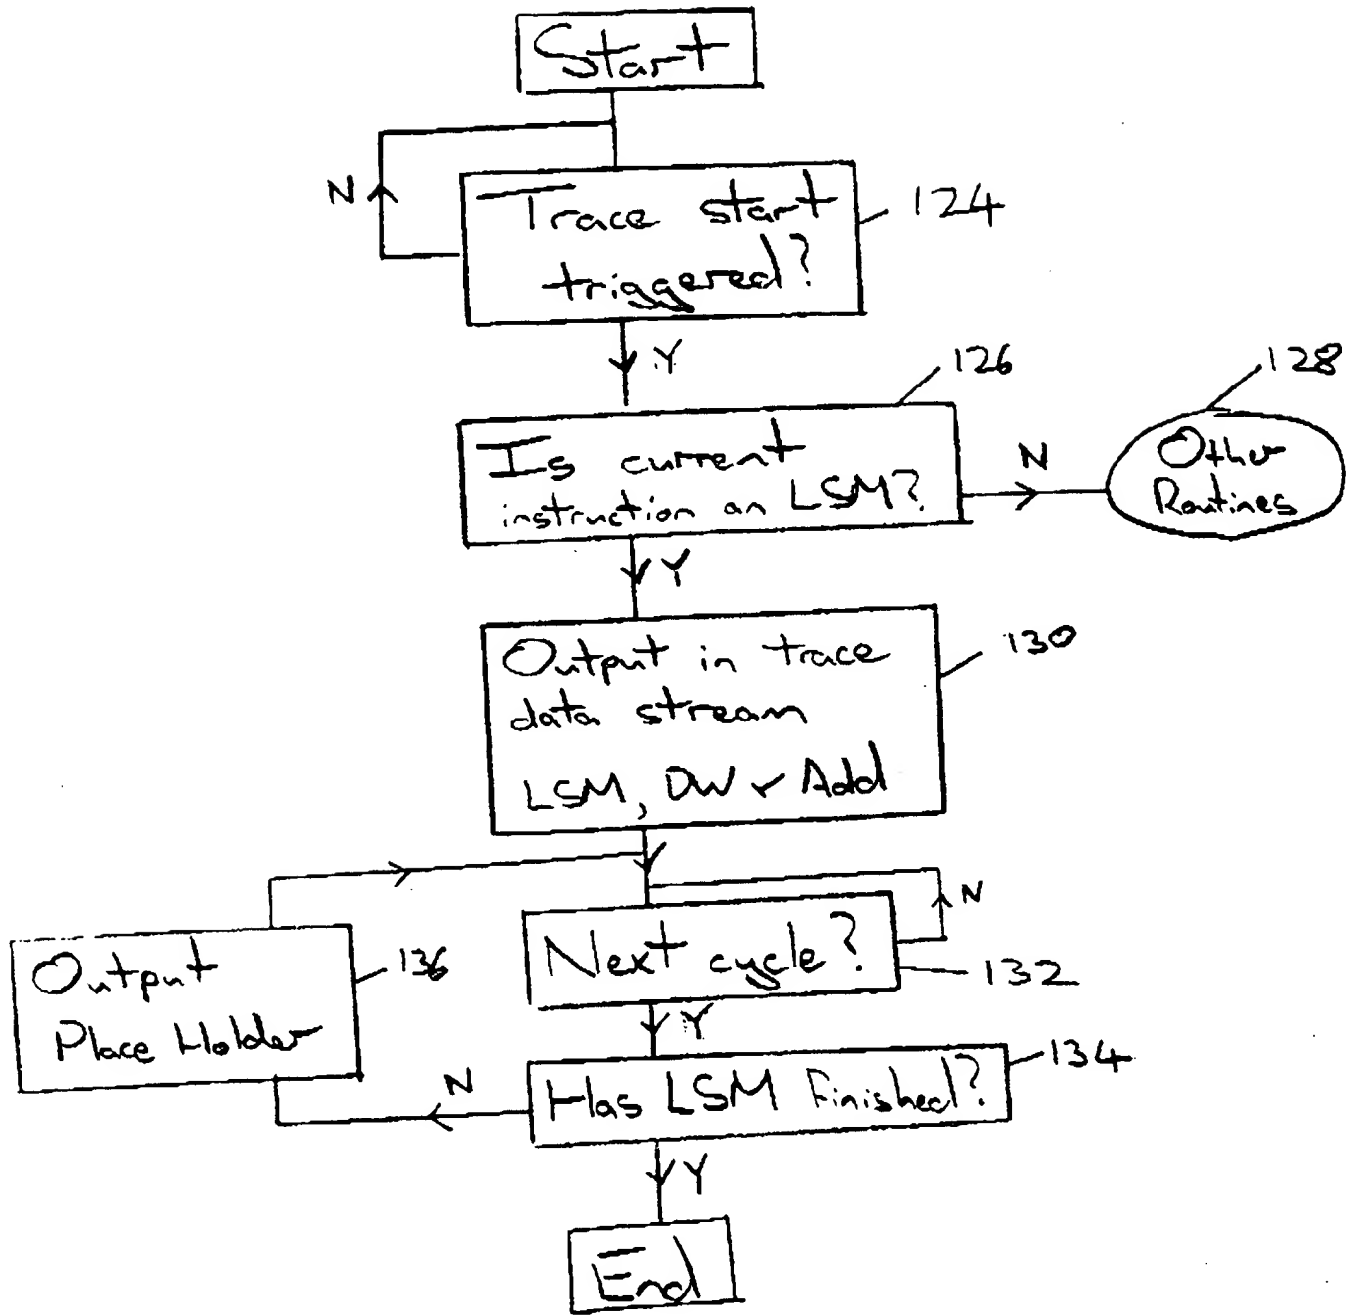 Start
N
Trace start
triggered?
124
Y
126
128
Is current
instruction an LSM?
N
Other
Routines
Y
Output in trace
data stream
LSM, DW & Add
130
N
Next cycle?
132
Output
Place Holder
136
Y
134
Has LSM Finished?
N
Y
End